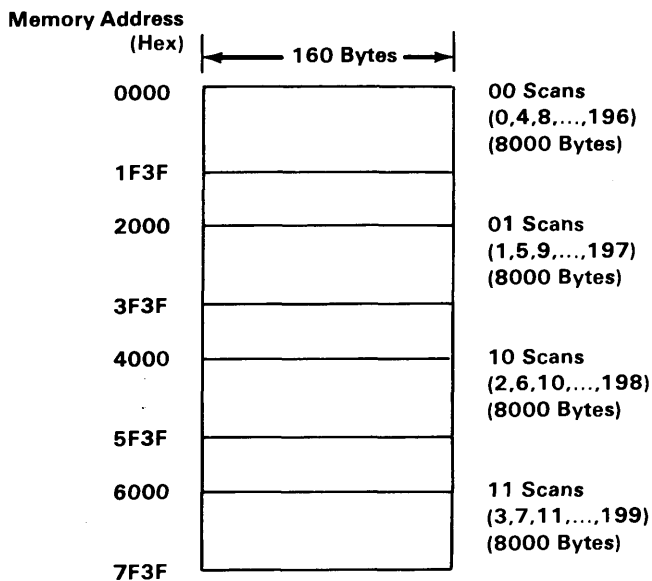 Memory Address
(Hex)
160 Bytes
0000
00 Scans
(0,4,8,...,196)
(8000 Bytes)
1F3F
2000
01 Scans
(1,5,9,...,197)
(8000 Bytes)
3F3F
4000
10 Scans
(2,6,10,...,198)
(8000 Bytes)
5F3F
6000
11 Scans
(3,7,11,...,199)
(8000 Bytes)
7F3F